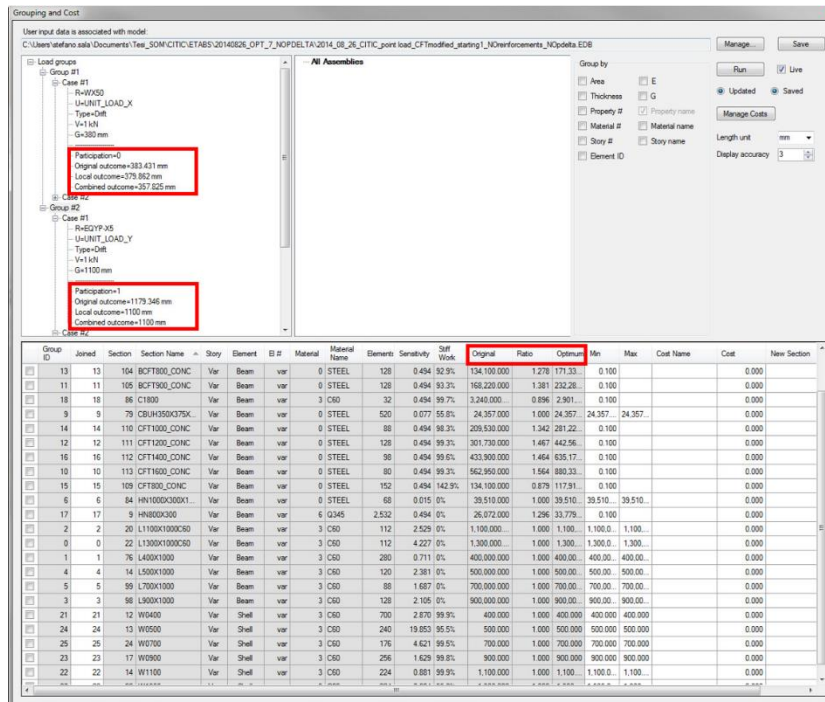 Grouping and Cost
User input data is associated with model:
C:\Users\stefano.sala\Documents\Tesi_SOM\CITIC\ETABS\20140826_OPT_7_NOPDELTA\2014_08_26_CITIC_point load_CFTmodified_starting1_NOreinforcements_NOpdelta.EDB
Manage...
Save
Load groups
Group #1
Case #1
R=WX50
U=UNIT_LOAD_X
Type=Drift
V=1 kN
G=380 mm
Participation=0
Original outcome=383.431 mm
Local outcome=379.862 mm
Combined outcome=357.825 mm
Case #2
Group #2
Case #1
R=EQYP-X5
U=UNIT_LOAD_Y
Type=Drift
V=1 kN
G=1100 mm
Participation=1
Original outcome=1179.346 mm
Local outcome=1100 mm
Combined outcome=1100 mm
Case #2
All Assemblies
Group by
Area E
Thickness G
Property # Property name
Material # Material name
Story # Story name
Element ID
Run Live
Updated Saved
Manage Costs
Length unit mm
Display accuracy 3
Group ID Joined Section Section Name Story Element El # Material Material Name Elements Sensitivity Stiff Work Original Ratio Optimum Min Max Cost Name Cost New Section
13 13 104 BCFT800_CONC Var Beam var 0 STEEL 128 0.494 92.9% 134,100.000 1.278 171,33... 0.100 0.000
11 11 105 BCFT900_CONC Var Beam var 0 STEEL 128 0.494 93.3% 168,220.000 1.381 232,28... 0.100 0.000
18 18 86 C1800 Var Beam var 3 C60 32 0.494 99.7% 3,240,000.... 0.896 2,901,... 0.100 0.000
9 9 79 CBUH350X375X... Var Beam var 0 STEEL 520 0.077 55.8% 24,357.000 1.000 24,357... 24,357... 24,357... 0.000
14 14 110 CFT1000_CONC Var Beam var 0 STEEL 88 0.494 98.3% 209,530.000 1.342 281,22... 0.100 0.000
12 12 111 CFT1200_CONC Var Beam var 0 STEEL 128 0.494 99.3% 301,730.000 1.467 442,56... 0.100 0.000
16 16 112 CFT1400_CONC Var Beam var 0 STEEL 98 0.494 99.6% 433,900.000 1.464 635,17... 0.100 0.000
10 10 113 CFT1600_CONC Var Beam var 0 STEEL 80 0.494 99.3% 562,950.000 1.564 880,33... 0.100 0.000
15 15 109 CFT800_CONC Var Beam var 0 STEEL 152 0.494 142.9% 134,100.000 0.879 117,91... 0.100 0.000
6 6 84 HN1000X300X1... Var Beam var 0 STEEL 68 0.015 0% 39,510.000 1.000 39,510... 39,510... 39,510... 0.000
17 17 9 HN800X300 Var Beam var 6 Q345 2,532 0.494 0% 26,072.000 1.296 33,779... 0.100 0.000
2 2 20 L1100X1000C60 Var Beam var 3 C60 112 2.529 0% 1,100,000.... 1.000 1,100,... 1,100,0... 1,100,... 0.000
0 0 22 L1300X1000C60 Var Beam var 3 C60 112 4.227 0% 1,300,000.... 1.000 1,300,... 1,300,0... 1,300,... 0.000
1 1 76 L400X1000 Var Beam var 3 C60 280 0.711 0% 400,000.000 1.000 400,00... 400,00... 400,00... 0.000
4 4 14 L500X1000 Var Beam var 3 C60 120 2.381 0% 500,000.000 1.000 500,00... 500,00... 500,00... 0.000
5 5 99 L700X1000 Var Beam var 3 C60 88 1.687 0% 700,000.000 1.000 700,00... 700,00... 700,00... 0.000
3 3 98 L900X1000 Var Beam var 3 C60 128 2.105 0% 900,000.000 1.000 900,00... 900,00... 900,00... 0.000
21 21 12 W0400 Var Shell var 3 C60 700 2.870 99.9% 400.000 1.000 400.000 400.000 400.000 0.000
24 24 13 W0500 Var Shell var 3 C60 240 19.853 95.5% 500.000 1.000 500.000 500.000 500.000 0.000
25 25 24 W0700 Var Shell var 3 C60 176 4.621 99.5% 700.000 1.000 700.000 700.000 700.000 0.000
23 23 17 W0900 Var Shell var 3 C60 256 1.629 99.8% 900.000 1.000 900.000 900.000 900.000 0.000
22 22 14 W1100 Var Shell var 3 C60 224 0.881 99.9% 1,100.000 1.000 1,100.... 1,100.0... 1,100.... 0.000